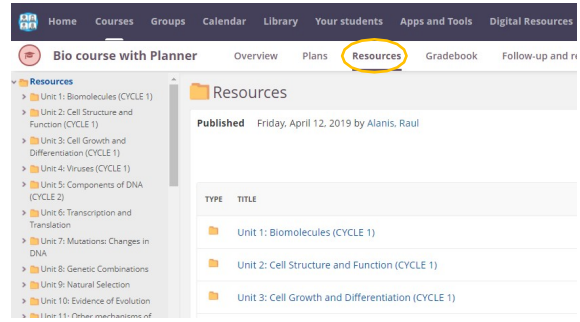 Home Courses Groups Calendar Library Your students Apps and Tools Digital Resources
Bio course with Planner Overview Plans Resources Gradebook Follow-up and
Resources
Unit 1: Biomolecules (CYCLE 1)
Unit 2: Cell Structure and
Function (CYCLE 1)
Unit 3: Cell Growth and
Differentiation (CYCLE 1)
Unit 4: Viruses (CYCLE 1)
Unit 5: Components of DNA
(CYCLE 2)
Unit 6: Transcription and
Translation
Unit 7: Mutations: Changes in
DNA
Unit 8: Genetic Combinations
Unit 9: Natural Selection
Unit 10: Evidence of Evolution
Unit 11: Other mechanisms of
Resources
Published Friday, April 12, 2019 by Alanis, Raul
TYPE TITLE
Unit 1: Biomolecules (CYCLE 1)
Unit 2: Cell Structure and Function (CYCLE 1)
Unit 3: Cell Growth and Differentiation (CYCLE 1)